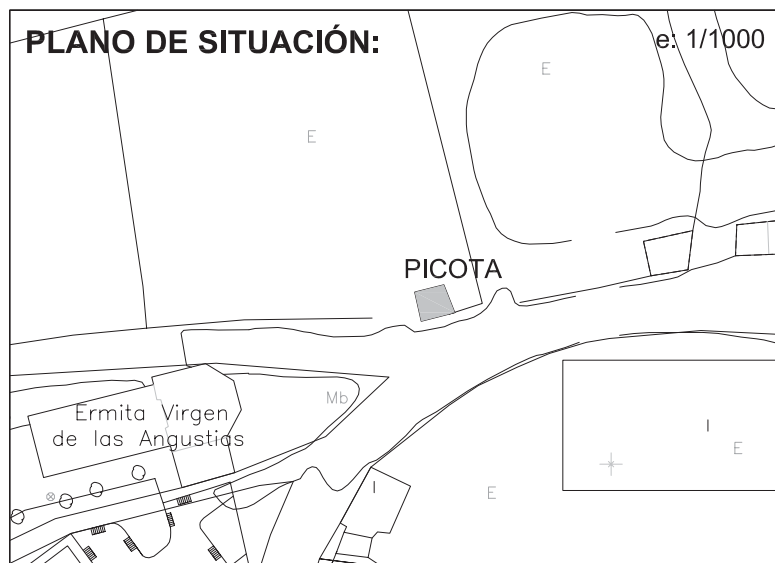 PLANO DE SITUACIÓN:
e: 1/1000
E
E
PICOTA
Mb
Ermita Virgen
de las Angustias
I
E
I
E